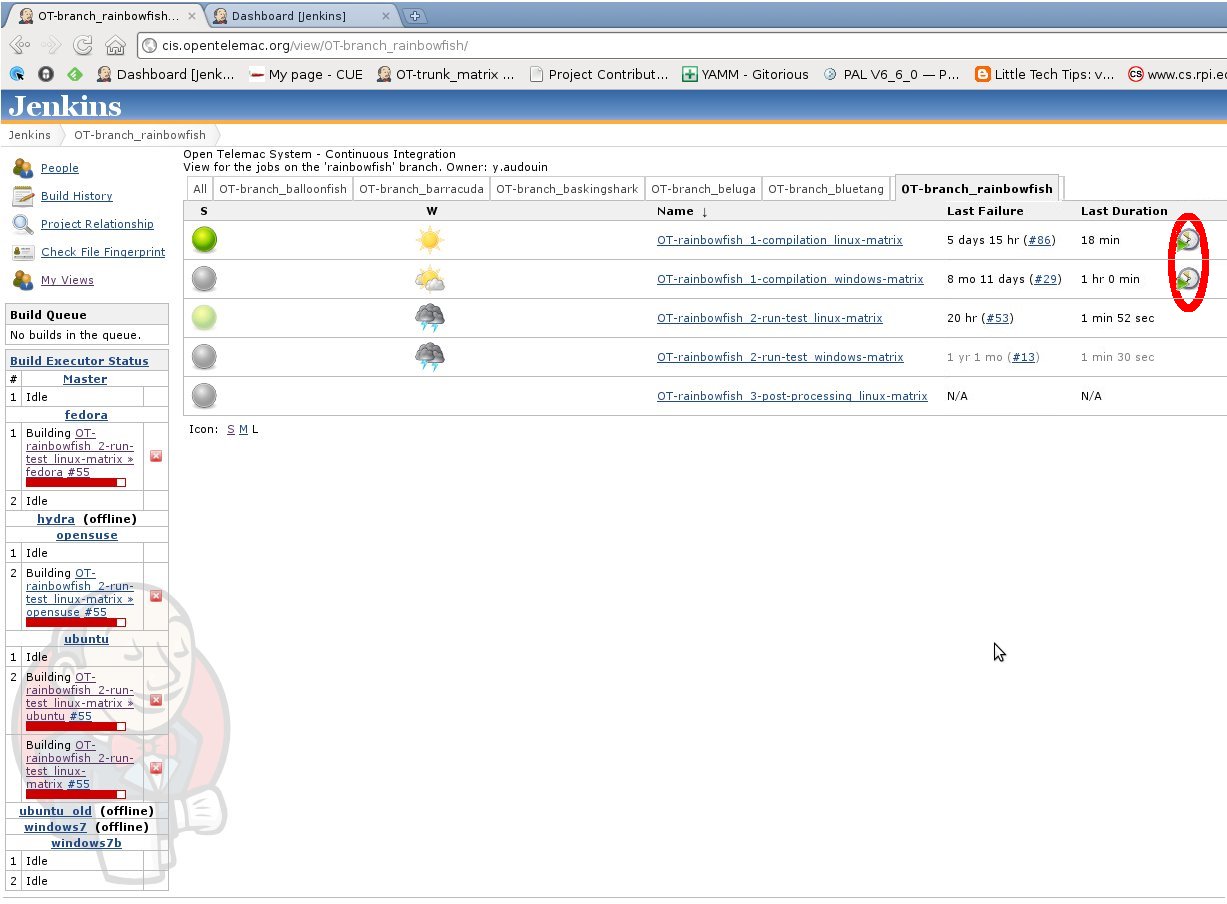 OT-branch_rainbowfish...
Dashboard [Jenkins]
cis.opentelemac.org/view/OT-branch_rainbowfish/
Dashboard [Jenk... My page - CUE OT-trunk_matrix ... Project Contribut... YAMM - Gitorious PAL V6_6_0 — P... Little Tech Tips: v... CS www.cs.rpi.ec
Jenkins
Jenkins OT-branch_rainbowfish
People
Build History
Project Relationship
Check File Fingerprint
My Views
Build Queue
No builds in the queue.
Build Executor Status
# Master
1 Idle
fedora
1 Building OT-
rainbowfish_2-run-
test_linux-matrix »
fedora #55
2 Idle
hydra (offline)
opensuse
1 Idle
2 Building OT-
rainbowfish_2-run-
test_linux-matrix »
opensuse #55
ubuntu
1 Idle
2 Building OT-
rainbowfish_2-run-
test_linux-matrix »
ubuntu #55
Building OT-
rainbowfish_2-run-
test_linux-
matrix #55
ubuntu_old (offline)
windows7 (offline)
windows7b
1 Idle
2 Idle
Open Telemac System - Continuous Integration
View for the jobs on the 'rainbowfish' branch. Owner: y.audouin
All OT-branch_balloonfish OT-branch_barracuda OT-branch_baskingshark OT-branch_beluga OT-branch_bluetang OT-branch_rainbowfish
S W Name ↓ Last Failure Last Duration
OT-rainbowfish_1-compilation_linux-matrix 5 days 15 hr (#86) 18 min
OT-rainbowfish_1-compilation_windows-matrix 8 mo 11 days (#29) 1 hr 0 min
OT-rainbowfish_2-run-test_linux-matrix 20 hr (#53) 1 min 52 sec
OT-rainbowfish_2-run-test_windows-matrix 1 yr 1 mo (#13) 1 min 30 sec
OT-rainbowfish_3-post-processing_linux-matrix N/A N/A
Icon: S M L